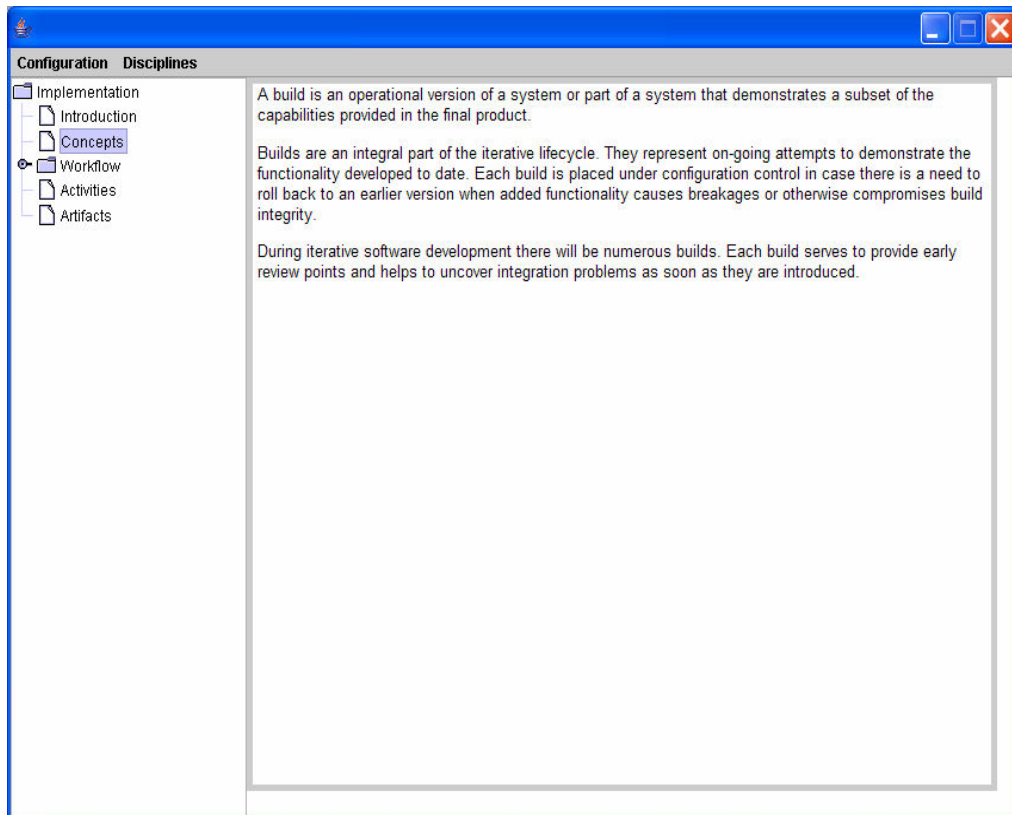 Configuration Disciplines
Implementation
Introduction
Concepts
Workflow
Activities
Artifacts
A build is an operational version of a system or part of a system that demonstrates a subset of the
capabilities provided in the final product.
Builds are an integral part of the iterative lifecycle. They represent on-going attempts to demonstrate the
functionality developed to date. Each build is placed under configuration control in case there is a need to
roll back to an earlier version when added functionality causes breakages or otherwise compromises build
integrity.
During iterative software development there will be numerous builds. Each build serves to provide early
review points and helps to uncover integration problems as soon as they are introduced.